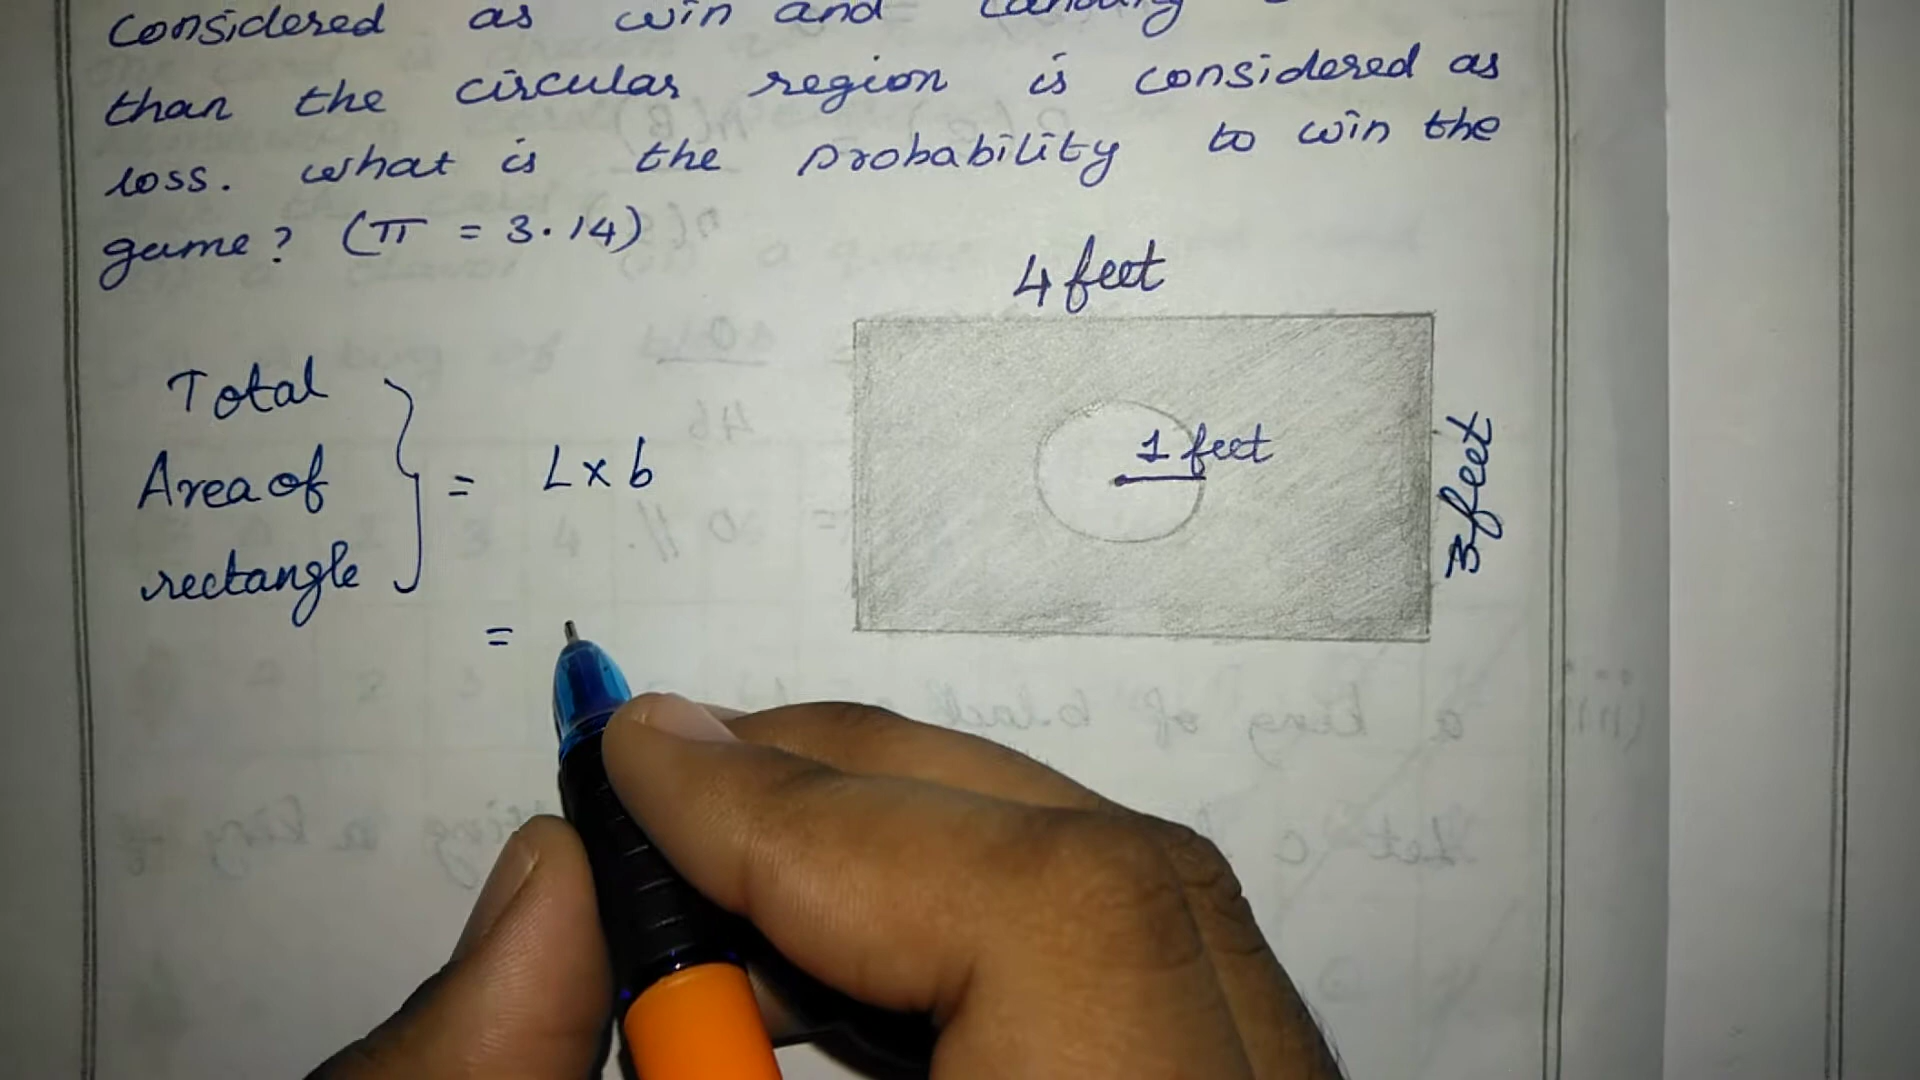 considered as win and
than the circular region is considered as
loss. what is the probability to win the
game? (π = 3.14)
4 feet
Total
Area of
rectangle
= L x b
=
1 feet
3 feet